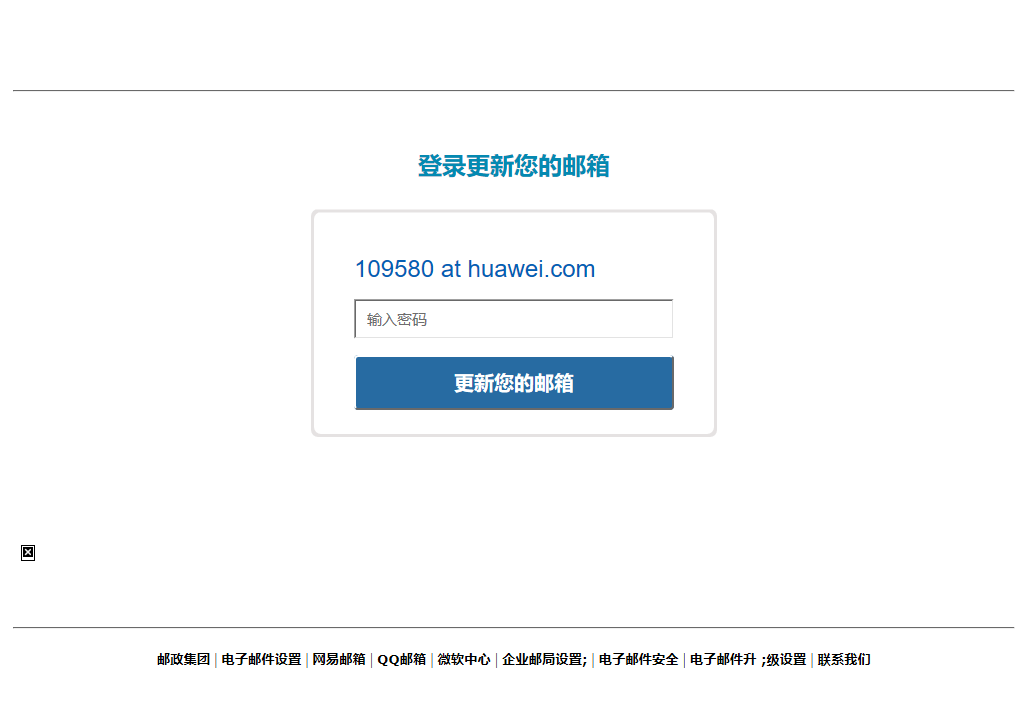 登录更新您的邮箱
109580 at huawei.com
输入密码
更新您的邮箱
邮政集团 | 电子邮件设置 | 网易邮箱 | QQ邮箱 | 微软中心 | 企业邮局设置; | 电子邮件安全 | 电子邮件升 ;级设置 | 联系我们